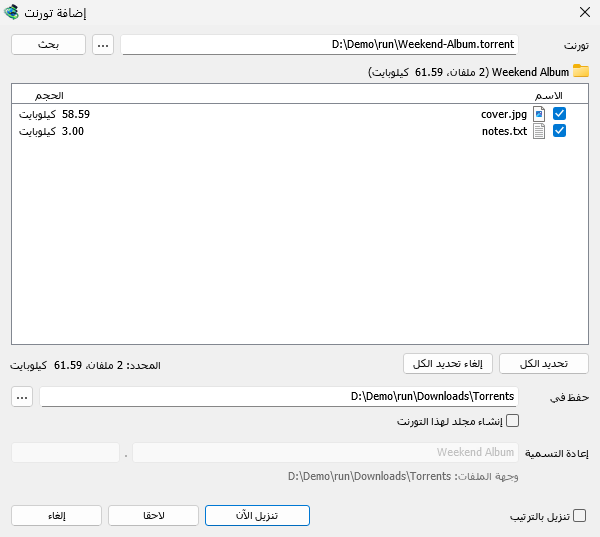 إضافة تورنت
تورنت D:\Demo\run\Weekend-Album.torrent ... بحث
Weekend Album (2 ملفان، 61.59 كيلوبايت)
الاسم الحجم
cover.jpg 58.59 كيلوبايت
notes.txt 3.00 كيلوبايت
تحديد الكل إلغاء تحديد الكل المحدد: 2 ملفان، 61.59 كيلوبايت
حفظ في D:\Demo\run\Downloads\Torrents ...
إنشاء مجلد لهذا التورنت
إعادة التسمية Weekend Album .
وجهة الملفات: D:\Demo\run\Downloads\Torrents
تنزيل بالترتيب تنزيل الآن لاحقا إلغاء